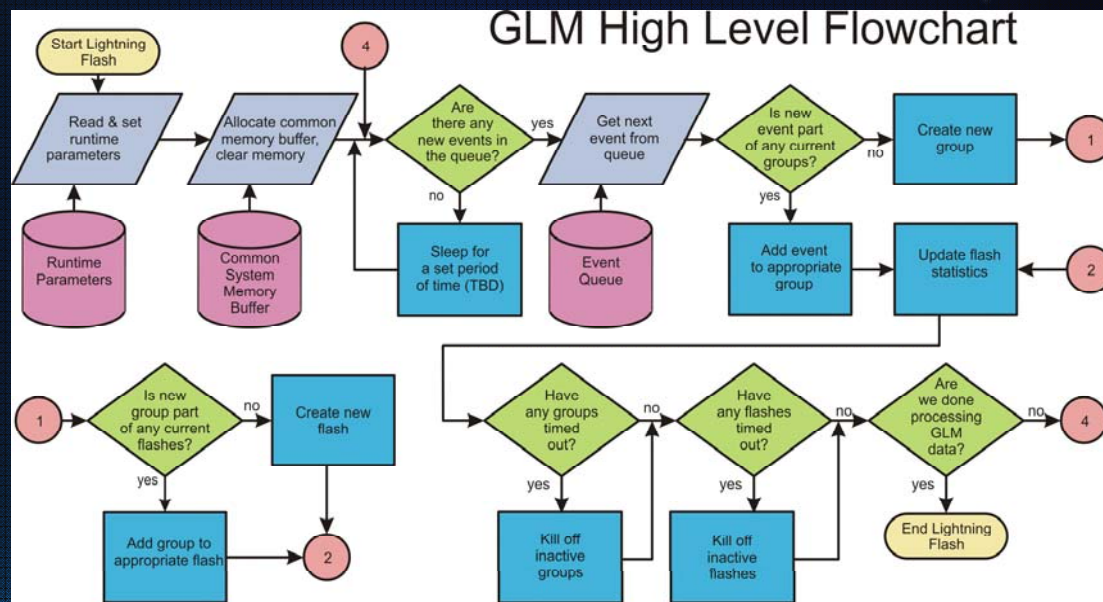 GLM High Level Flowchart
Start Lightning
Flash
4
Read & set
runtime
parameters
Allocate common
memory buffer,
clear memory
Are
there any
new events in
the queue?
yes
no
Get next
event from
queue
Is new
event part
of any current
groups?
no
yes
Create new
group
1
Runtime
Parameters
Common
System
Memory
Buffer
Sleep for
a set period
of time (TBD)
Event
Queue
Add event
to appropriate
group
Update flash
statistics
2
1
Is new
group part
of any current
flashes?
no
yes
Create new
flash
Add group to
appropriate flash
2
Have
any groups
timed
out?
no
yes
Kill off
inactive
groups
Have
any flashes
timed
out?
no
yes
Kill off
inactive
flashes
Are
we done
processing
GLM
data?
no
yes
4
End Lightning
Flash